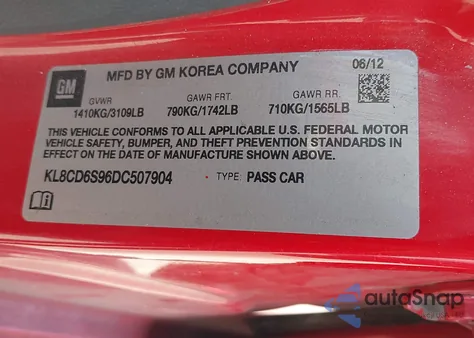 GM
MFD BY GM KOREA COMPANY
06/12
GVWR GAWR FRT. GAWR RR.
1410KG/3109LB 790KG/1742LB 710KG/1565LB
THIS VEHICLE CONFORMS TO ALL APPLICABLE U.S. FEDERAL MOTOR
VEHICLE SAFETY, BUMPER, AND THEFT PREVENTION STANDARDS IN
EFFECT ON THE DATE OF MANUFACTURE SHOWN ABOVE.
KL8CD6S96DC507904 TYPE: PASS CAR
autoSnap